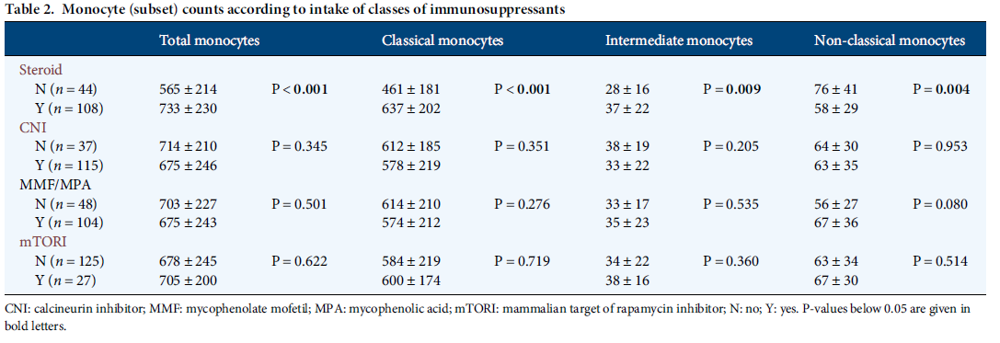 Table 2. Monocyte (subset) counts according to intake of classes of immunosuppressants
Total monocytes Classical monocytes Intermediate monocytes Non-classical monocytes
Steroid
N (n = 44) 565 ± 214 P < 0.001 461 ± 181 P < 0.001 28 ± 16 P = 0.009 76 ± 41 P = 0.004
Y (n = 108) 733 ± 230 637 ± 202 37 ± 22 58 ± 29
CNI
N (n = 37) 714 ± 210 P = 0.345 612 ± 185 P = 0.351 38 ± 19 P = 0.205 64 ± 30 P = 0.953
Y (n = 115) 675 ± 246 578 ± 219 33 ± 22 63 ± 35
MMF/MPA
N (n = 48) 703 ± 227 P = 0.501 614 ± 210 P = 0.276 33 ± 17 P = 0.535 56 ± 27 P = 0.080
Y (n = 104) 675 ± 243 574 ± 212 35 ± 23 67 ± 36
mTORI
N (n = 125) 678 ± 245 P = 0.622 584 ± 219 P = 0.719 34 ± 22 P = 0.360 63 ± 34 P = 0.514
Y (n = 27) 705 ± 200 600 ± 174 38 ± 16 67 ± 30
CNI: calcineurin inhibitor; MMF: mycophenolate mofetil; MPA: mycophenolic acid; mTORI: mammalian target of rapamycin inhibitor; N: no; Y: yes. P-values below 0.05 are given in
bold letters.